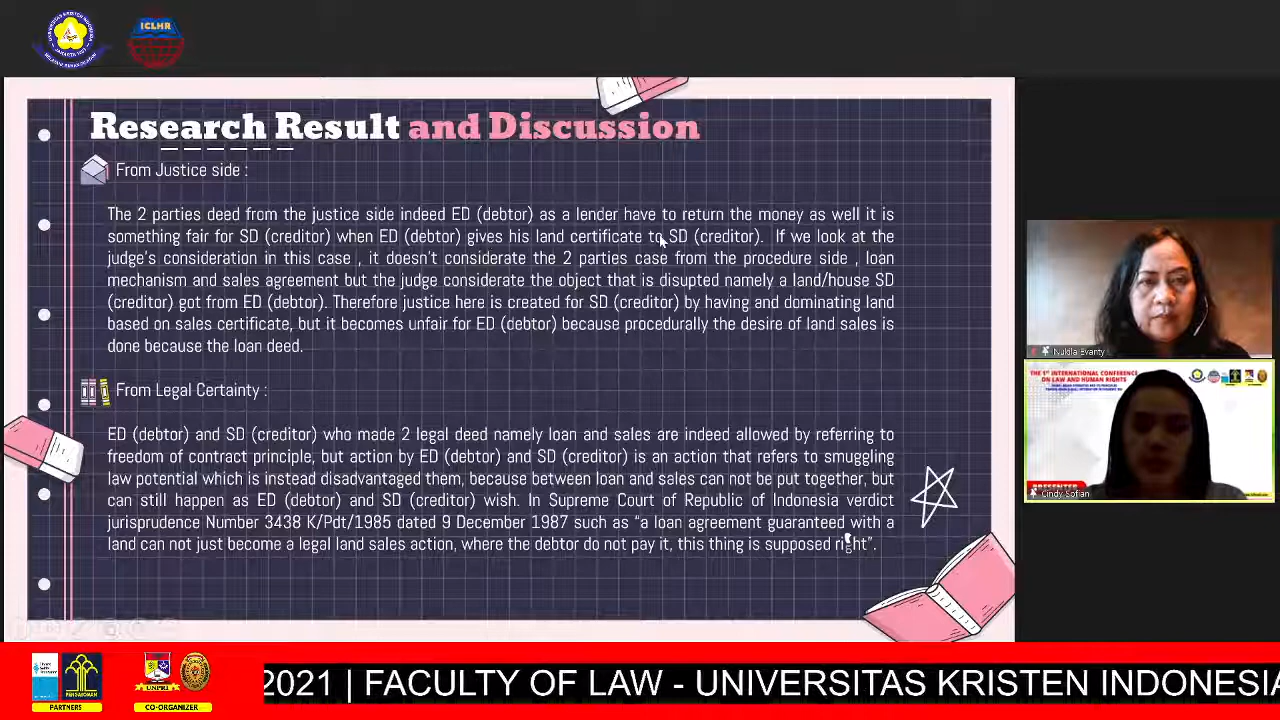 UNIVERSITAS KRISTEN INDONESIA
JAKARTA 1953
MELAYANI BUKAN DILAYANI
ICLHR
Research Result and Discussion
From Justice side :
The 2 parties deed from the justice side indeed ED (debtor) as a lender have to return the money as well it is
something fair for SD (creditor) when ED (debtor) gives his land certificate to SD (creditor). If we look at the
judge's consideration in this case , it doesn't considerate the 2 parties case from the procedure side , loan
mechanism and sales agreement but the judge considerate the object that is disupted namely a land/house SD
(creditor) got from ED (debtor). Therefore justice here is created for SD (creditor) by having and dominating land
based on sales certificate, but it becomes unfair for ED (debtor) because procedurally the desire of land sales is
done because the loan deed.
From Legal Certainty :
ED (debtor) and SD (creditor) who made 2 legal deed namely loan and sales are indeed allowed by referring to
freedom of contract principle, but action by ED (debtor) and SD (creditor) is an action that refers to smuggling
law potential which is instead disadvantaged them, because between loan and sales can not be put together, but
can still happen as ED (debtor) and SD (creditor) wish. In Supreme Court of Republic of Indonesia verdict
jurisprudence Number 3438 K/Pdt/1985 dated 9 December 1987 such as “a loan agreement guaranteed with a
land can not just become a legal land sales action, where the debtor do not pay it, this thing is supposed right”.
Nukila Evanty
THE 1ST INTERNATIONAL CONFERENCE
ON LAW AND HUMAN RIGHTS
PRESENTER
Cindy Sofian
PENGAYOMAN
UNPRI
PARTNERS
CO-ORGANIZER
2021 | FACULTY OF LAW - UNIVERSITAS KRISTEN INDONESIA